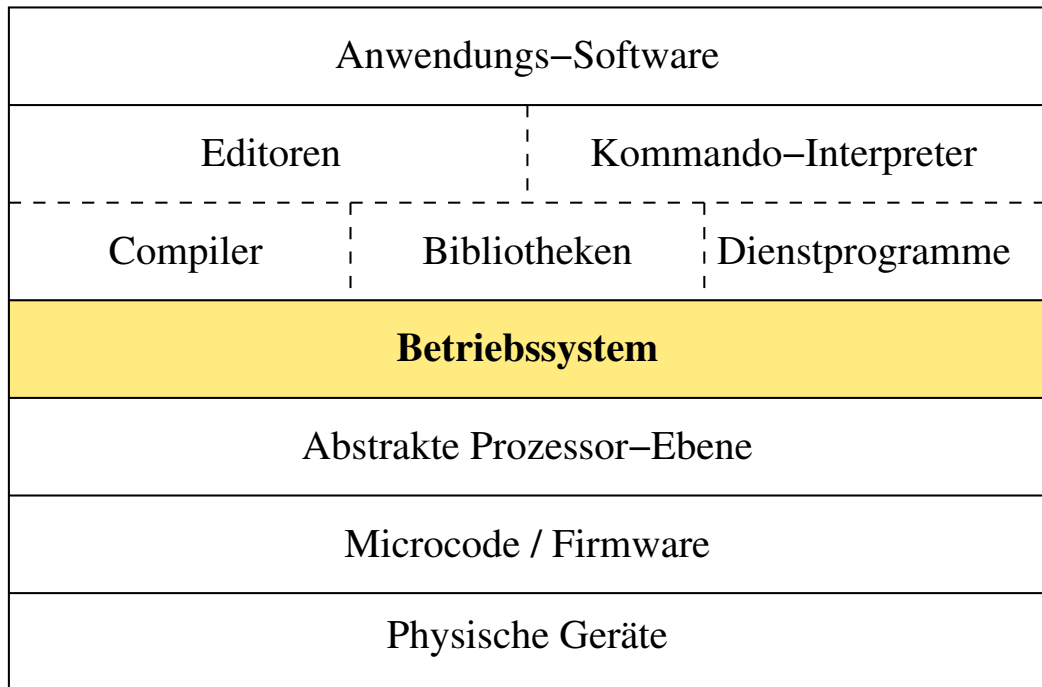 Anwendungs−Software
Editoren Kommando−Interpreter
Compiler Bibliotheken Dienstprogramme
Betriebssystem
Abstrakte Prozessor−Ebene
Microcode / Firmware
Physische Geräte